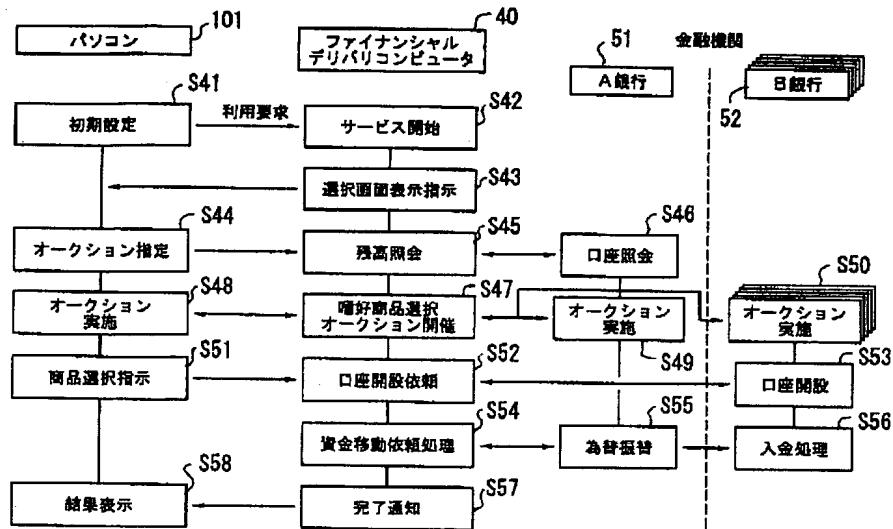 101
パソコン
40
ファイナンシャル
デリバリコンピュータ
51
金融機関
A銀行
B銀行
52
S41
初期設定
利用要求
S42
サービス開始
S43
選択画面表示指示
S44
オークション指定
S45
残高照会
S46
口座照会
S48
オークション
実施
S47
嗜好商品選択
オークション開催
オークション
実施
S49
S50
オークション
実施
S51
商品選択指示
S52
口座開設依頼
S53
口座開設
S54
資金移動依頼処理
S55
為替振替
S56
入金処理
S58
結果表示
S57
完了通知